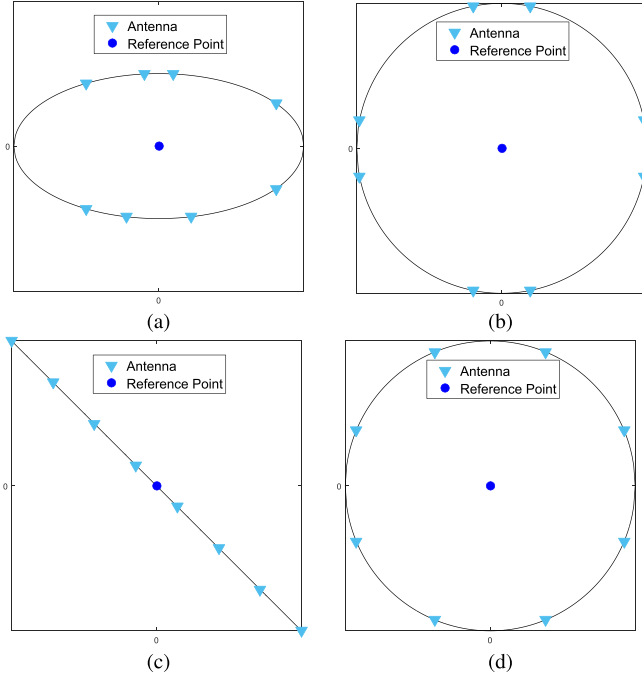 Antenna
Reference Point
0
0
(a)
Antenna
Reference Point
0
0
(b)
Antenna
Reference Point
0
0
(c)
Antenna
Reference Point
0
0
(d)